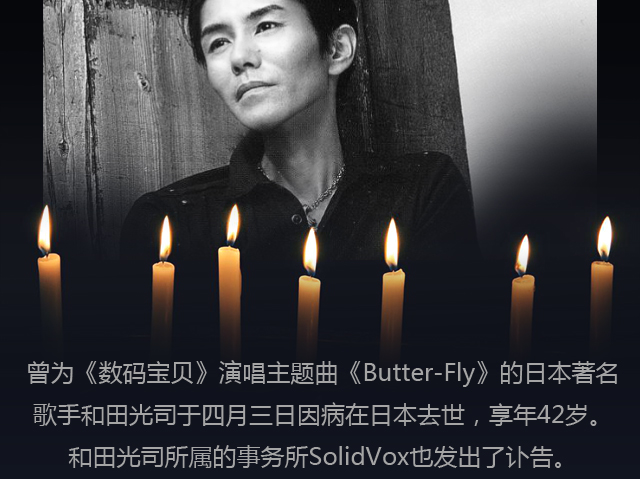 曾为《数码宝贝》演唱主题曲《Butter-Fly》的日本著名
歌手和田光司于四月三日因病在日本去世，享年42岁。
和田光司所属的事务所SolidVox也发出了讣告。